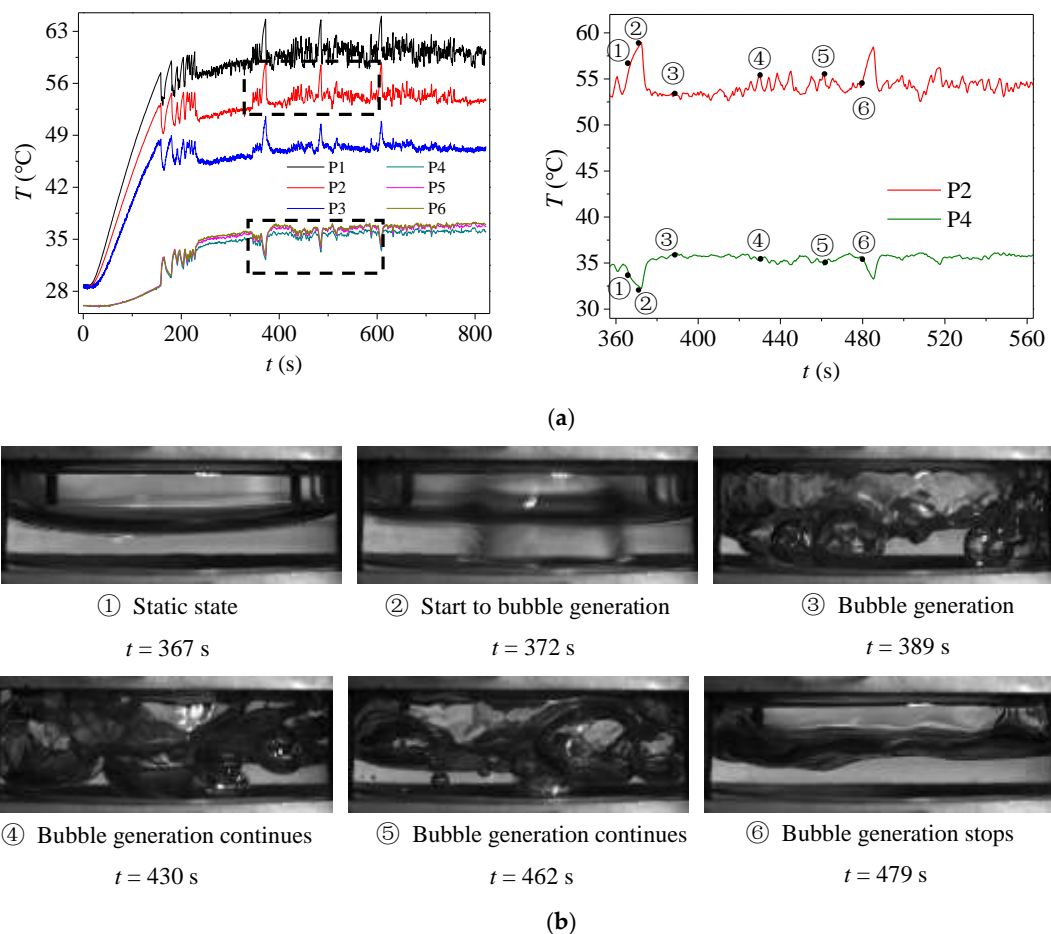 63
56
49
42
35
28
T (°C)
P1
P2
P3
P4
P5
P6
0
200
400
600
800
t (s)
60
55
50
45
40
35
30
T (°C)
①
②
③
④
⑤
⑥
P2
P4
③
④
⑤
⑥
①
②
360
400
440
480
520
560
t (s)
(a)
① Static state
t = 367 s
② Start to bubble generation
t = 372 s
③ Bubble generation
t = 389 s
④ Bubble generation continues
t = 430 s
⑤ Bubble generation continues
t = 462 s
⑥ Bubble generation stops
t = 479 s
(b)